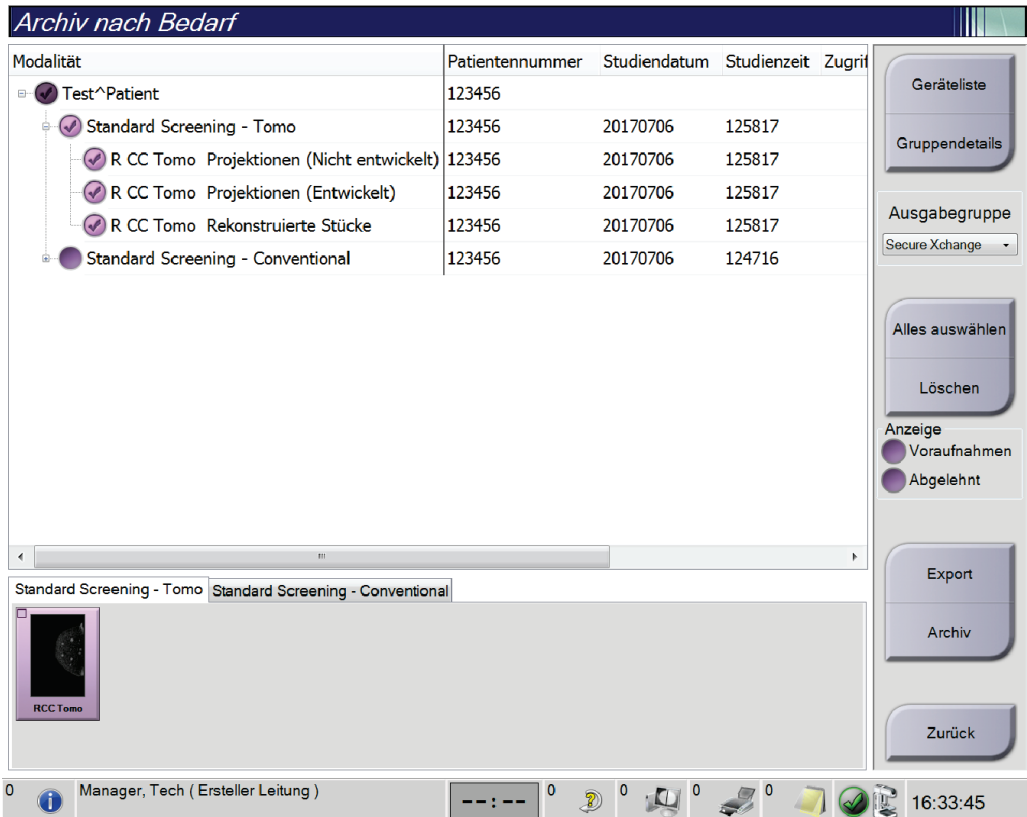 Archiv nach Bedarf
Modalität Patientennummer Studiendatum Studienzeit Zugrif
Test^Patient 123456
Standard Screening - Tomo 123456 20170706 125817
R CC Tomo Projektionen (Nicht entwickelt) 123456 20170706 125817
R CC Tomo Projektionen (Entwickelt) 123456 20170706 125817
R CC Tomo Rekonstruierte Stücke 123456 20170706 125817
Standard Screening - Conventional 123456 20170706 124716
Geräteliste
Gruppendetails
Ausgabegruppe
Secure Xchange
Alles auswählen
Löschen
Anzeige
Voraufnahmen
Abgelehnt
Export
Archiv
Zurück
Standard Screening - Tomo Standard Screening - Conventional
RCC Tomo
0 Manager, Tech ( Ersteller Leitung ) --:-- 0 0 0 0 16:33:45